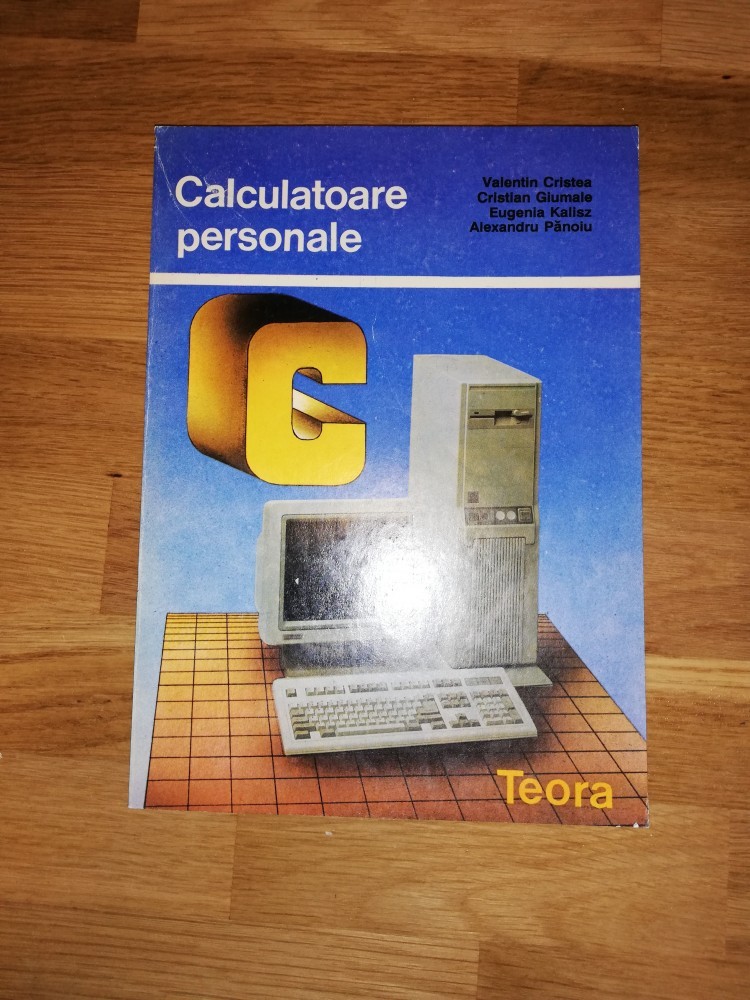 Calculatoare
personale
Valentin Cristea
Cristian Giumale
Eugenia Kalisz
Alexandru Pănoiu
C
Teora